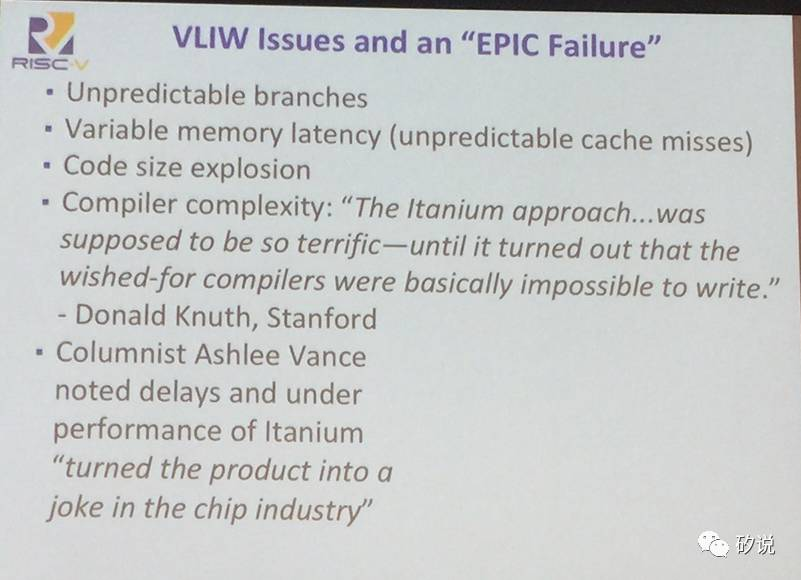 RISC-V
VLIW Issues and an “EPIC Failure”
▪ Unpredictable branches
▪ Variable memory latency (unpredictable cache misses)
▪ Code size explosion
▪ Compiler complexity: “The Itanium approach...was
supposed to be so terrific—until it turned out that the
wished-for compilers were basically impossible to write.”
- Donald Knuth, Stanford
▪ Columnist Ashlee Vance
noted delays and under
performance of Itanium
“turned the product into a
joke in the chip industry”
矽说